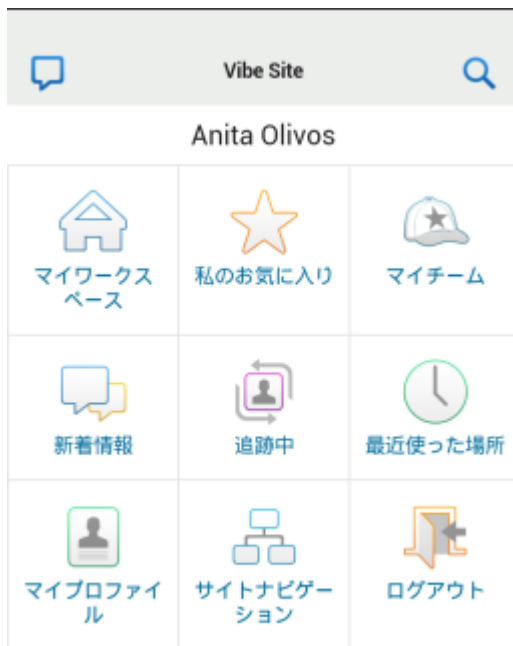 Vibe Site
Anita Olivos
マイワークス
ペース
私のお気に入り
マイチーム
新着情報
追跡中
最近使った場所
マイプロファイ
ル
サイトナビゲー
ション
ログアウト